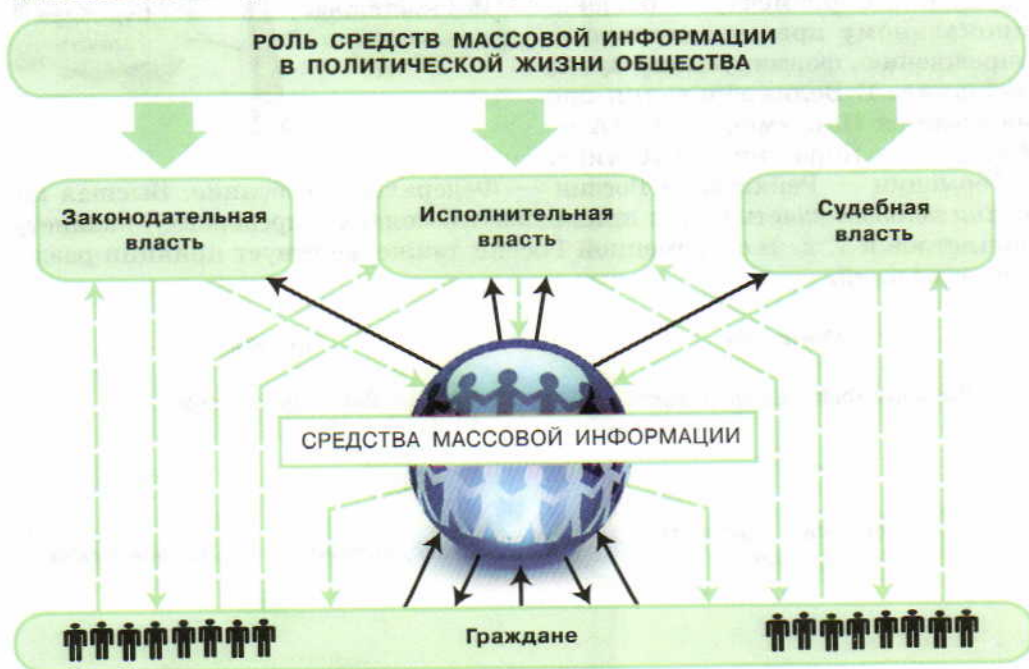 РОЛЬ СРЕДСТВ МАССОВОЙ ИНФОРМАЦИИ
В ПОЛИТИЧЕСКОЙ ЖИЗНИ ОБЩЕСТВА
Законодательная
власть
Исполнительная
власть
Судебная
власть
СРЕДСТВА МАССОВОЙ ИНФОРМАЦИИ
Граждане